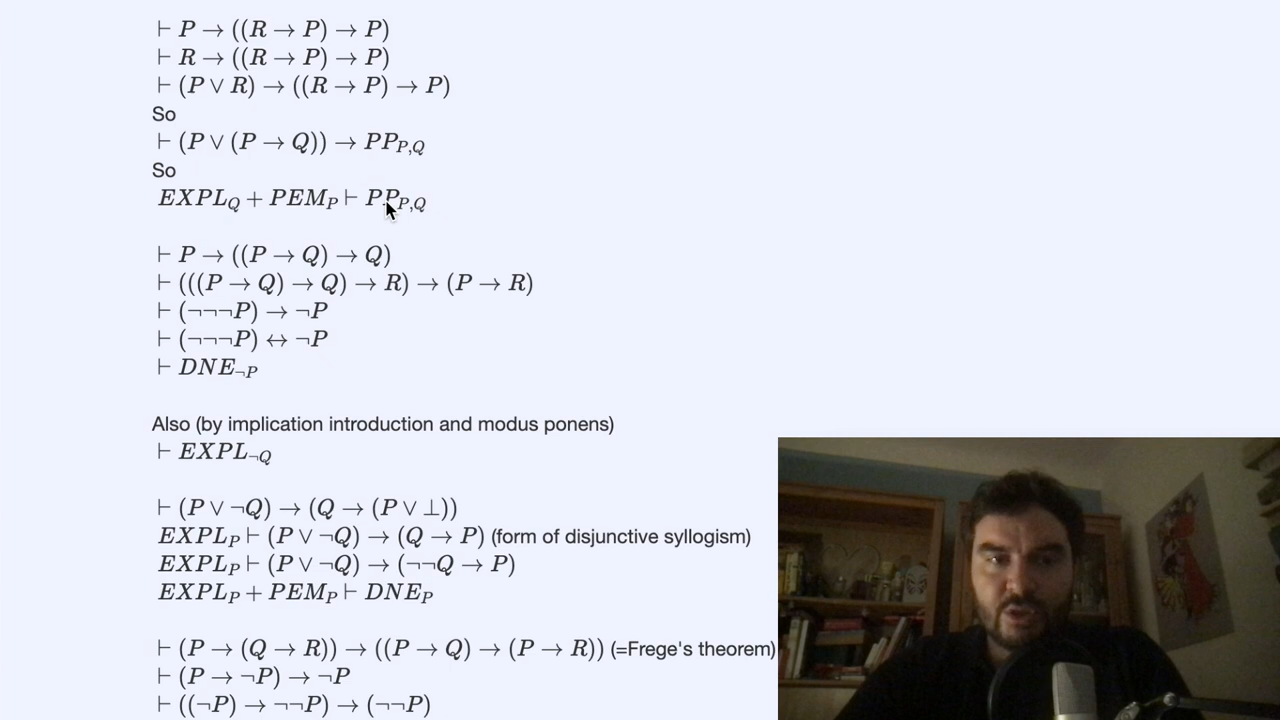 ⊢ P → ((R → P) → P)
⊢ R → ((R → P) → P)
⊢ (P ∨ R) → ((R → P) → P)
So
⊢ (P ∨ (P → Q)) → PP_{P,Q}
So
EXPL_Q + PEM_P ⊢ PP_{P,Q}
⊢ P → ((P → Q) → Q)
⊢ (((P → Q) → Q) → R) → (P → R)
⊢ (¬¬¬P) → ¬P
⊢ (¬¬¬P) ↔ ¬P
⊢ DNE_{¬P}
Also (by implication introduction and modus ponens)
⊢ EXPL_{¬Q}
⊢ (P ∨ ¬Q) → (Q → (P ∨ ⊥))
EXPL_P ⊢ (P ∨ ¬Q) → (Q → P) (form of disjunctive syllogism)
EXPL_P ⊢ (P ∨ ¬Q) → (¬¬Q → P)
EXPL_P + PEM_P ⊢ DNE_P
⊢ (P → (Q → R)) → ((P → Q) → (P → R)) (=Frege's theorem)
⊢ (P → ¬P) → ¬P
⊢ ((¬P) → ¬¬P) → (¬¬P)